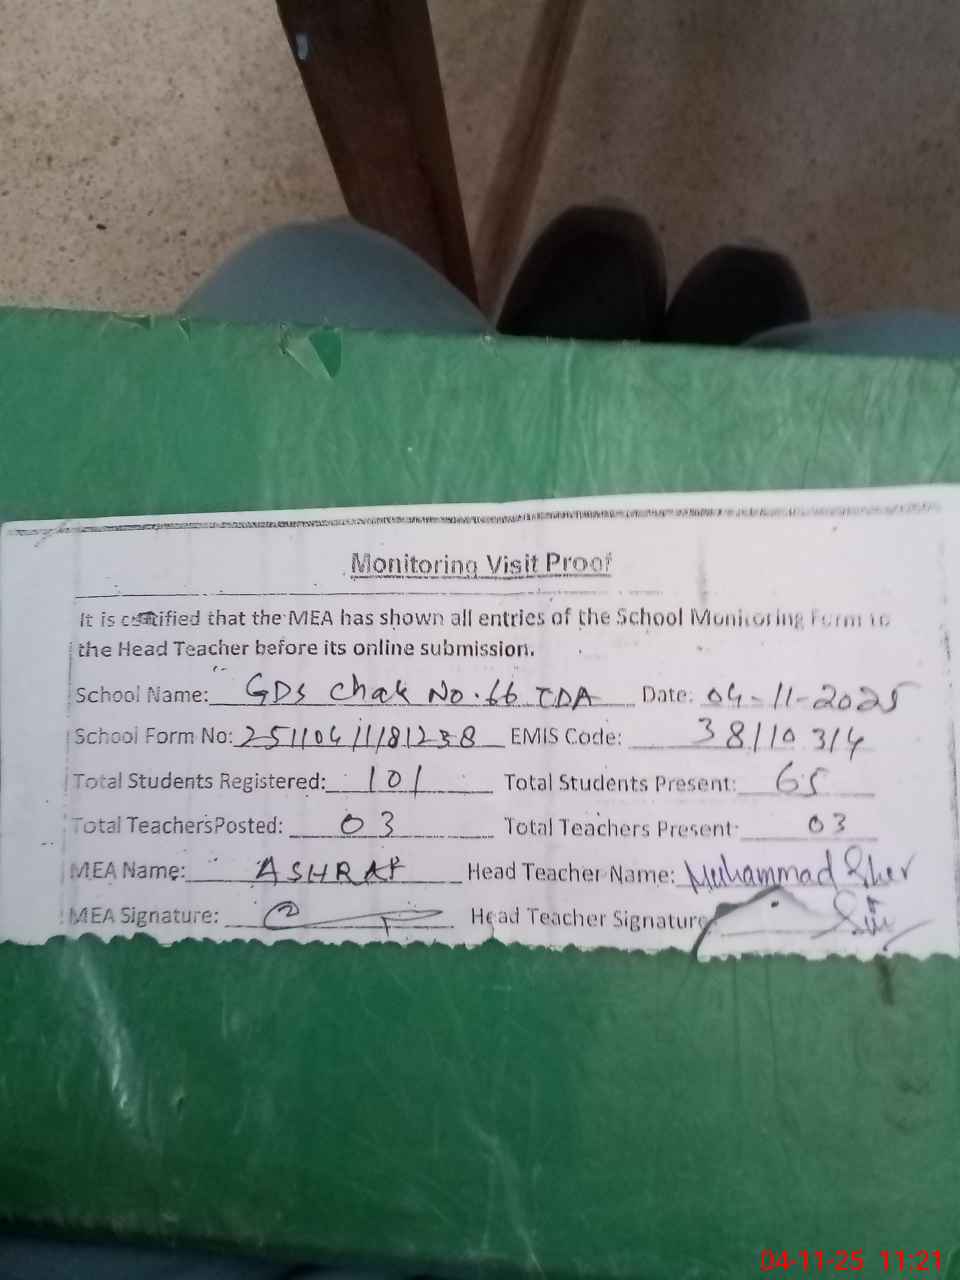 Monitoring Visit Proof
It is certified that the MEA has shown all entries of the School Monitoring Form to
the Head Teacher before its online submission.
School Name: GDS Chak No. 66 TDA Date: 04-11-2025
School Form No: 25110411181238 EMIS Code: 38110314
Total Students Registered: 101 Total Students Present: 65
Total Teachers Posted: 03 Total Teachers Present: 03
MEA Name: ASHRAF Head Teacher Name: Muhammad Sher
MEA Signature: Head Teacher Signature
04-11-25 11:21